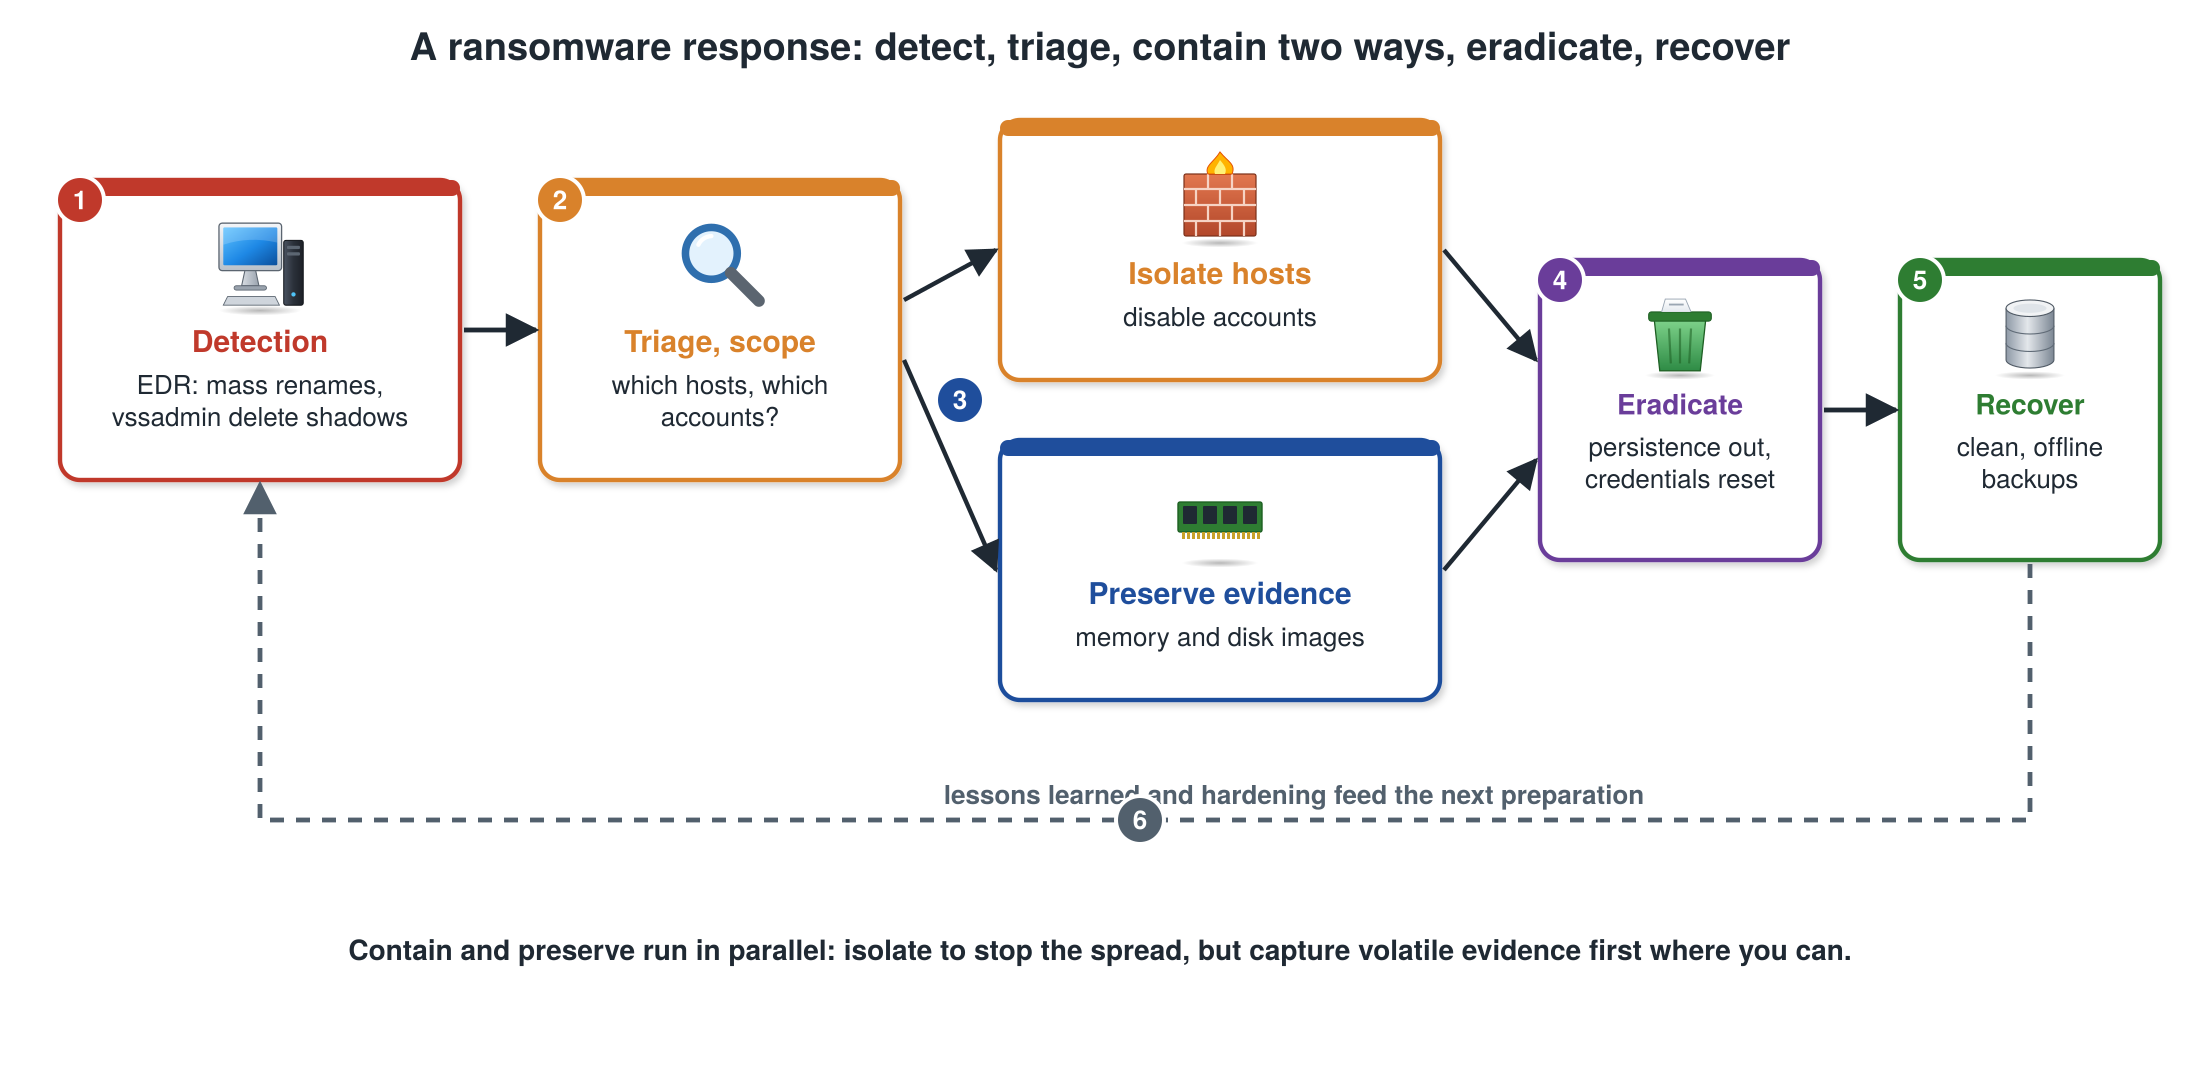 A ransomware response: detect, triage, contain two ways, eradicate, recover
1
Detection
EDR: mass renames,
vssadmin delete shadows
2
Triage, scope
which hosts, which
accounts?
3
Isolate hosts
disable accounts
Preserve evidence
memory and disk images
4
Eradicate
persistence out,
credentials reset
5
Recover
clean, offline
backups
lessons learned and hardening feed the next preparation
6
Contain and preserve run in parallel: isolate to stop the spread, but capture volatile evidence first where you can.